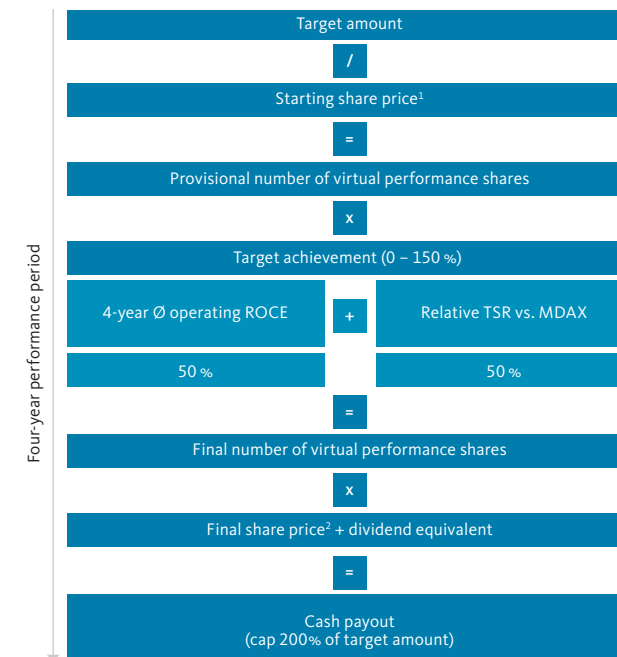 Target amount
/
Starting share price¹
=
Provisional number of virtual performance shares
x
Target achievement (0 – 150 %)
4-year Ø operating ROCE
+
Relative TSR vs. MDAX
50 %
50 %
=
Final number of virtual performance shares
x
Final share price² + dividend equivalent
=
Cash payout
(cap 200% of target amount)
Four-year performance period